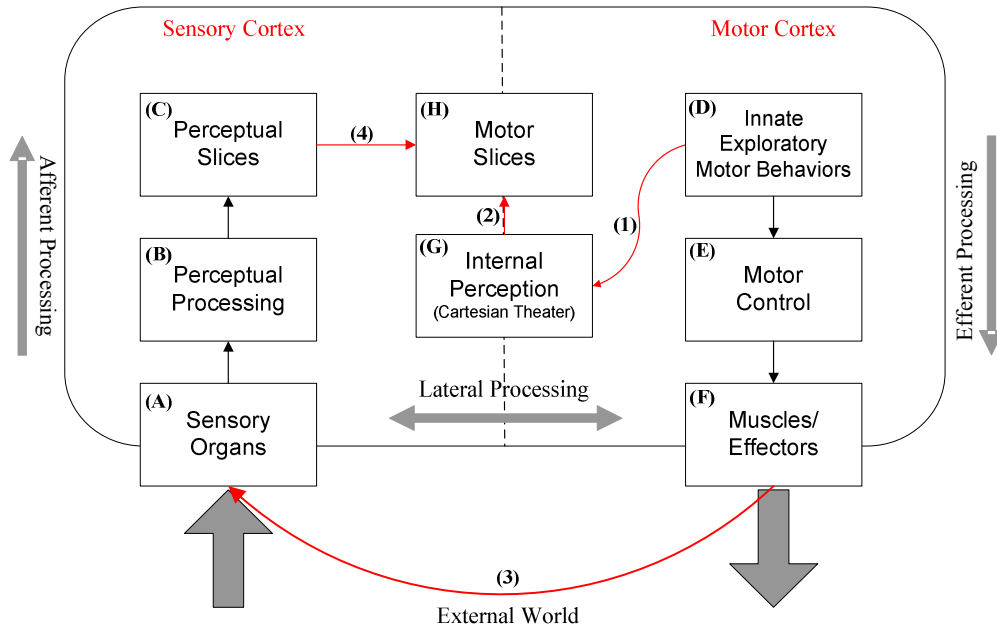 Sensory Cortex
Motor Cortex
(C)
Perceptual
Slices
(4)
(H)
Motor
Slices
(D)
Innate
Exploratory
Motor Behaviors
Afferent Processing
(2)
(1)
Efferent Processing
(B)
Perceptual
Processing
(G)
Internal
Perception
(Cartesian Theater)
(E)
Motor
Control
Lateral Processing
(A)
Sensory
Organs
(F)
Muscles/
Effectors
(3)
External World